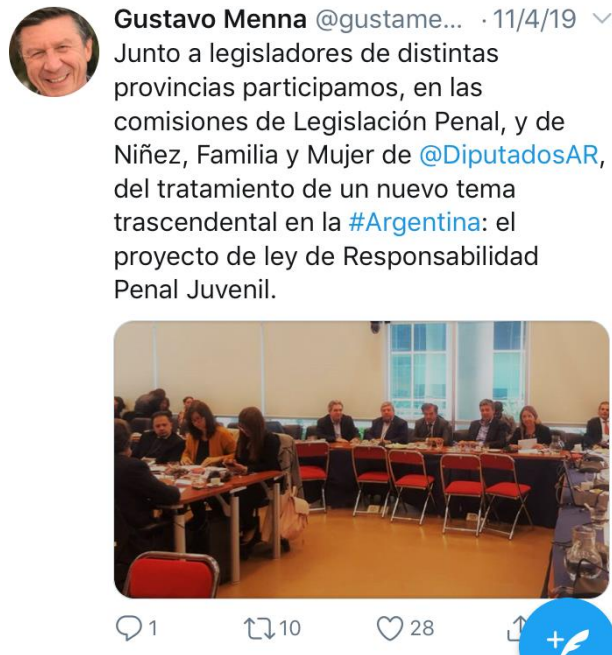 Gustavo Menna @gustame... · 11/4/19
Junto a legisladores de distintas
provincias participamos, en las
comisiones de Legislación Penal, y de
Niñez, Familia y Mujer de @DiputadosAR,
del tratamiento de un nuevo tema
trascendental en la #Argentina: el
proyecto de ley de Responsabilidad
Penal Juvenil.
1 10 28